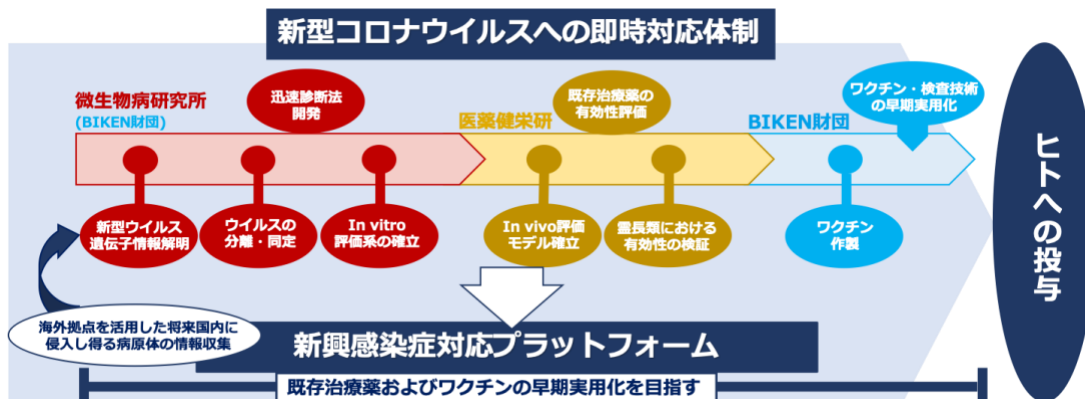 新型コロナウイルスへの即時対応体制
微生物病研究所
(BIKEN財団)
迅速診断法
開発
医薬健栄研
既存治療薬の
有効性評価
BIKEN財団
ワクチン・検査技術
の早期実用化
新型ウイルス
遺伝子情報解明
ウイルスの
分離・同定
In vitro
評価系の確立
In vivo評価
モデル確立
霊長類における
有効性の検証
ワクチン
作製
ヒトへの投与
海外拠点を活用した将来国内に
侵入し得る病原体の情報収集
新興感染症対応プラットフォーム
既存治療薬およびワクチンの早期実用化を目指す